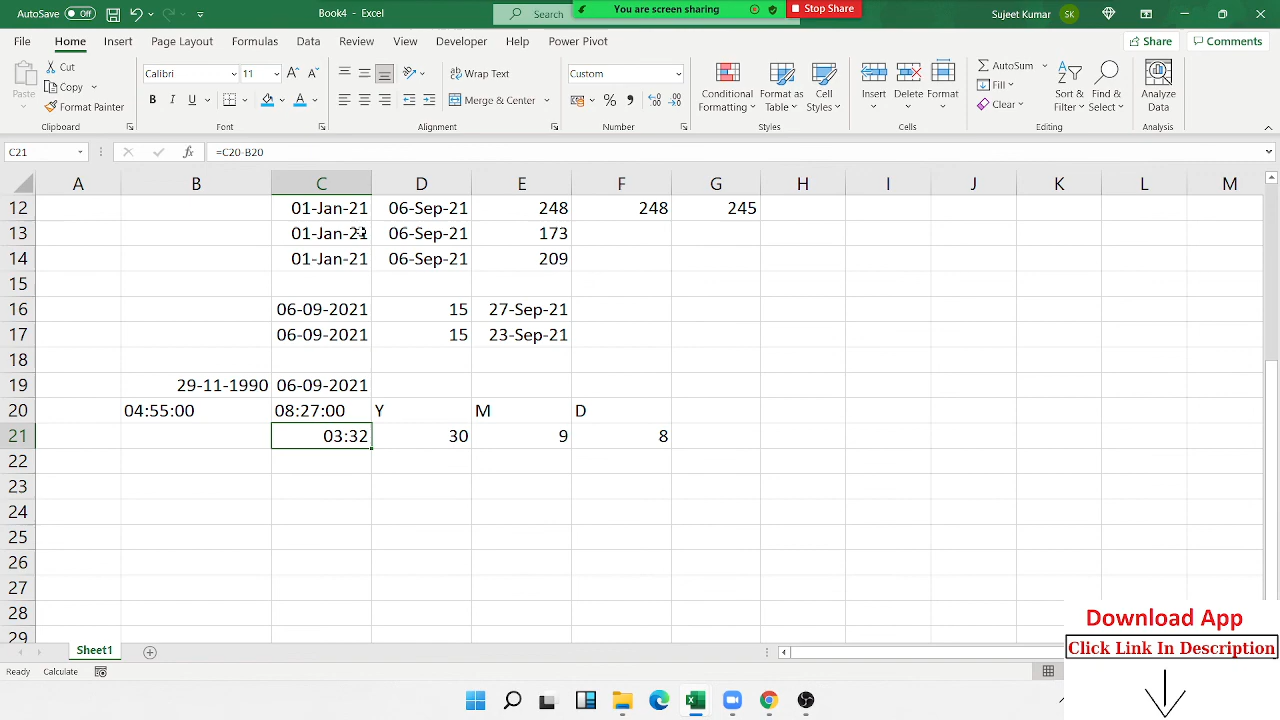 AutoSave Off Book4 - Excel Search You are screen sharing Stop Share Sujeet Kumar SK
File Home Insert Page Layout Formulas Data Review View Developer Help Power Pivot Share Comments
Paste Cut Copy Format Painter
Calibri 11 B I U A
Wrap Text Merge & Center
Custom % ,
Conditional Formatting Format as Table Cell Styles
Insert Delete Format
AutoSum Fill Clear Sort & Filter Find & Select
Analyze Data
Clipboard Font Alignment Number Styles Cells Editing Analysis
C21 fx =C20-B20
A B C D E F G H I J K L M
12 01-Jan-21 06-Sep-21 248 248 245
13 01-Jan-21 06-Sep-21 173
14 01-Jan-21 06-Sep-21 209
15
16 06-09-2021 15 27-Sep-21
17 06-09-2021 15 23-Sep-21
18
19 29-11-1990 06-09-2021
20 04:55:00 08:27:00 Y M D
21 03:32 30 9 8
22
23
24
25
26
27
28
29
Download App
Click Link In Description
Sheet1
Ready Calculate